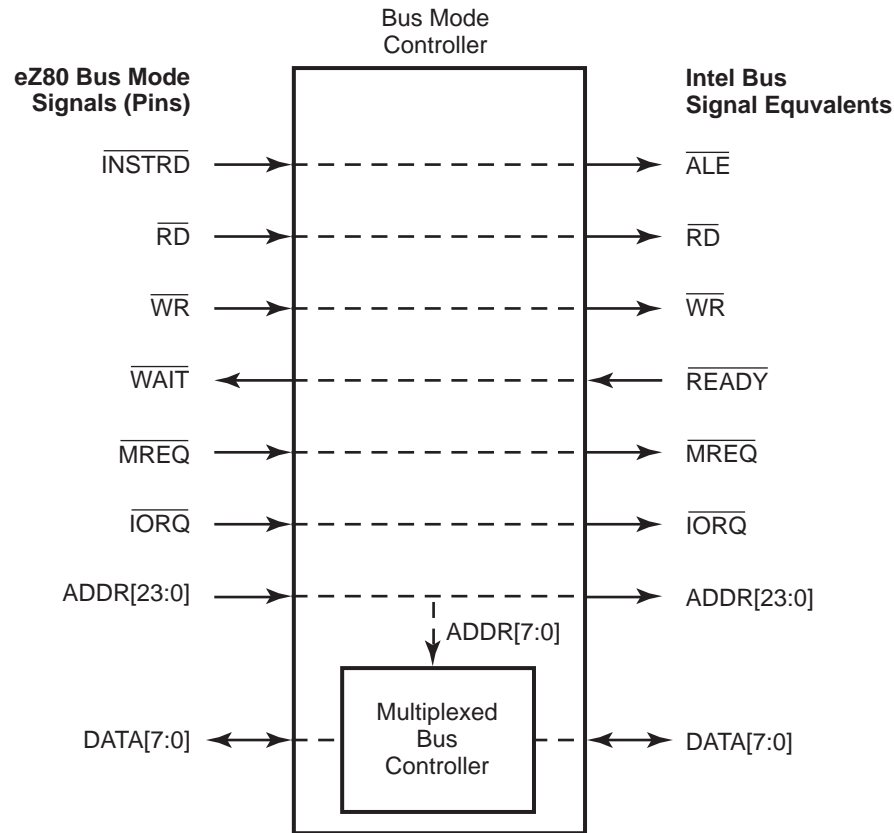 Bus Mode
Controller
eZ80 Bus Mode
Signals (Pins)
Intel Bus
Signal Equvalents
INSTRD
ALE
RD
RD
WR
WR
WAIT
READY
MREQ
MREQ
IORQ
IORQ
ADDR[23:0]
ADDR[23:0]
ADDR[7:0]
Multiplexed
Bus
Controller
DATA[7:0]
DATA[7:0]